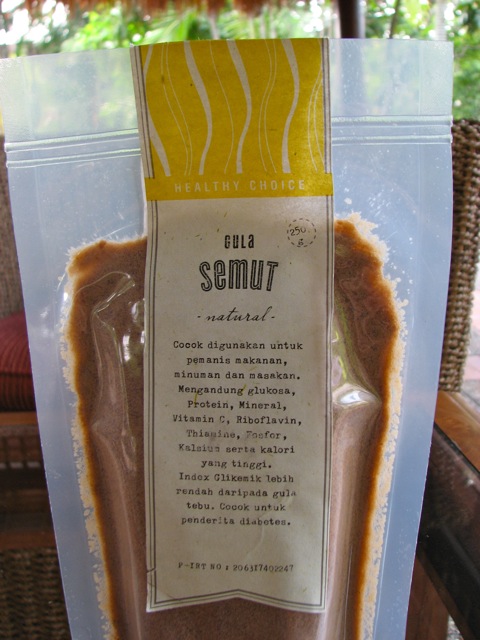 HEALTHY CHOICE
GULA
250 g
SEMUT
-natural-
Cocok digunakan untuk
pemanis makanan,
minuman dan masakan.
Mengandung glukosa,
Protein, Mineral,
Vitamin C, Riboflavin,
Thiamine, Fosfor,
Kalsium serta kalori
yang tinggi.
Index Glikemik lebih
rendah daripada gula
tebu. Cocok untuk
penderita diabetes.
P-IRT NO : 206317402247